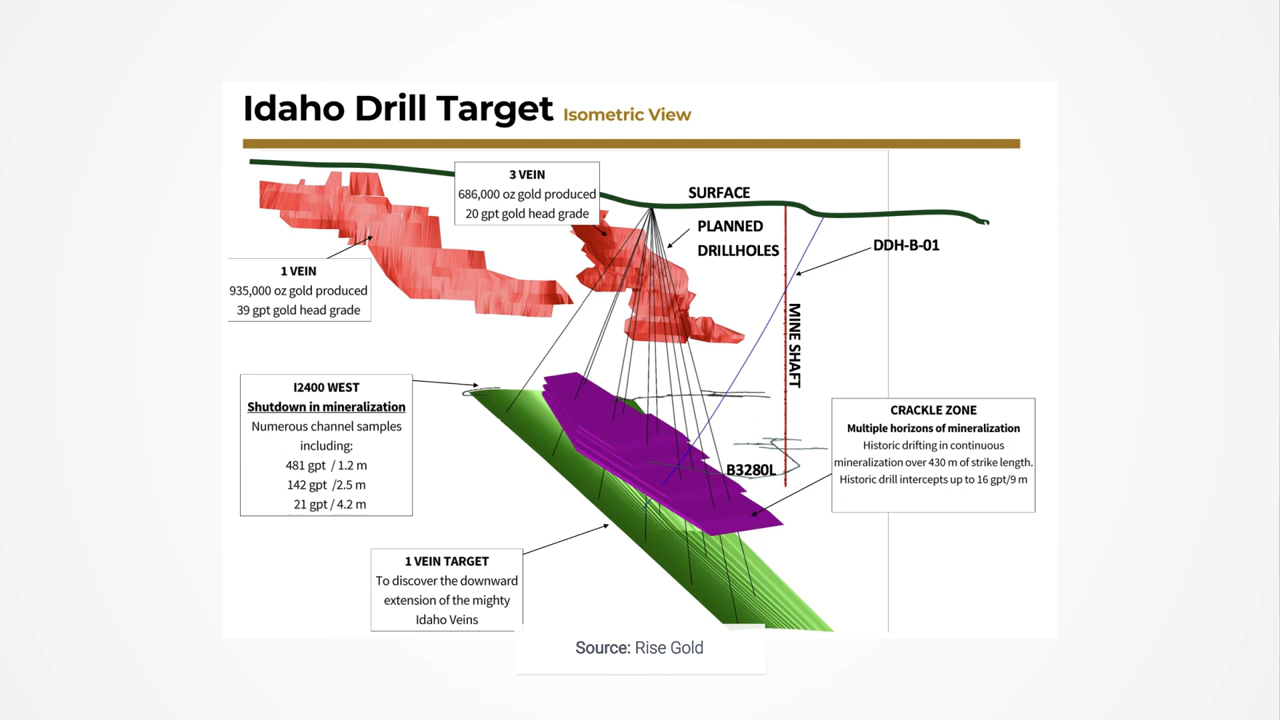 Idaho Drill Target Isometric View
3 VEIN
686,000 oz gold produced
20 gpt gold head grade
SURFACE
PLANNED
DRILLHOLES
DDH-B-01
1 VEIN
935,000 oz gold produced
39 gpt gold head grade
MINE SHAFT
I2400 WEST
Shutdown in mineralization
Numerous channel samples
including:
481 gpt / 1.2 m
142 gpt /2.5 m
21 gpt / 4.2 m
CRACKLE ZONE
Multiple horizons of mineralization
Historic drifting in continuous
mineralization over 430 m of strike length.
Historic drill intercepts up to 16 gpt/9 m
B3280L
1 VEIN TARGET
To discover the downward
extension of the mighty
Idaho Veins
Source: Rise Gold